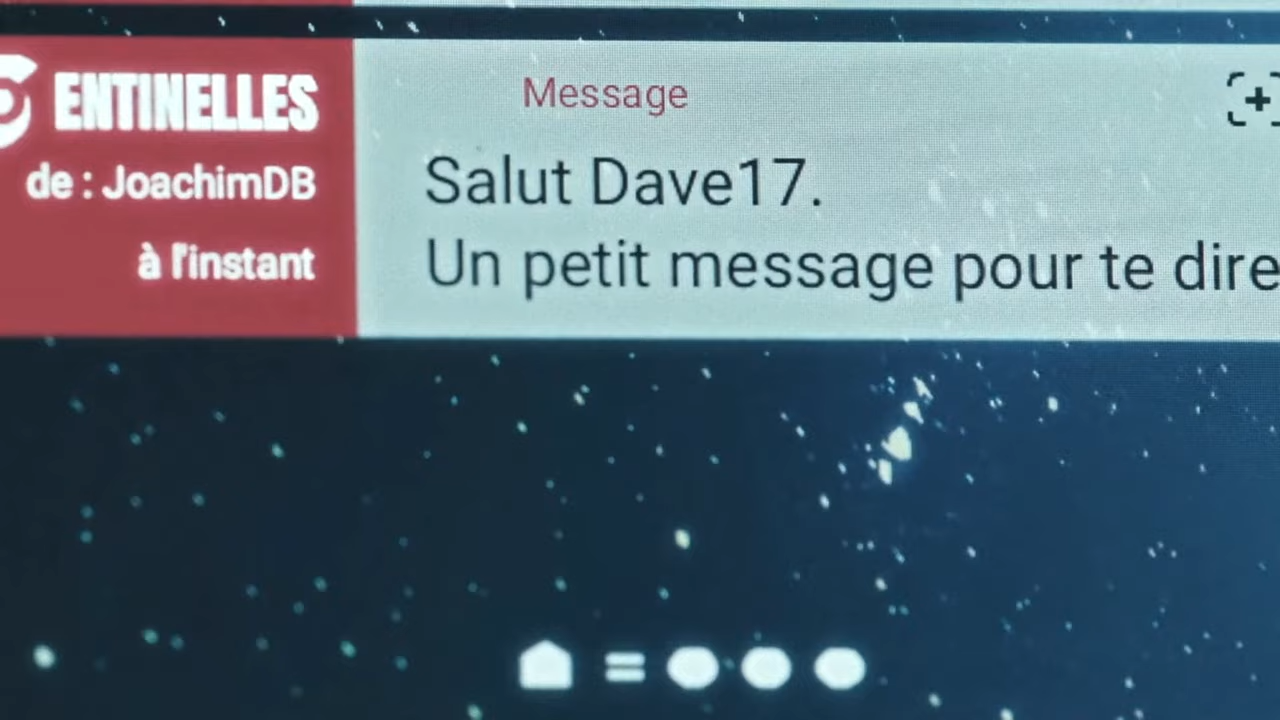 ENTINELLES
de : JoachimDB
à l'instant
Message
Salut Dave17.
Un petit message pour te dire